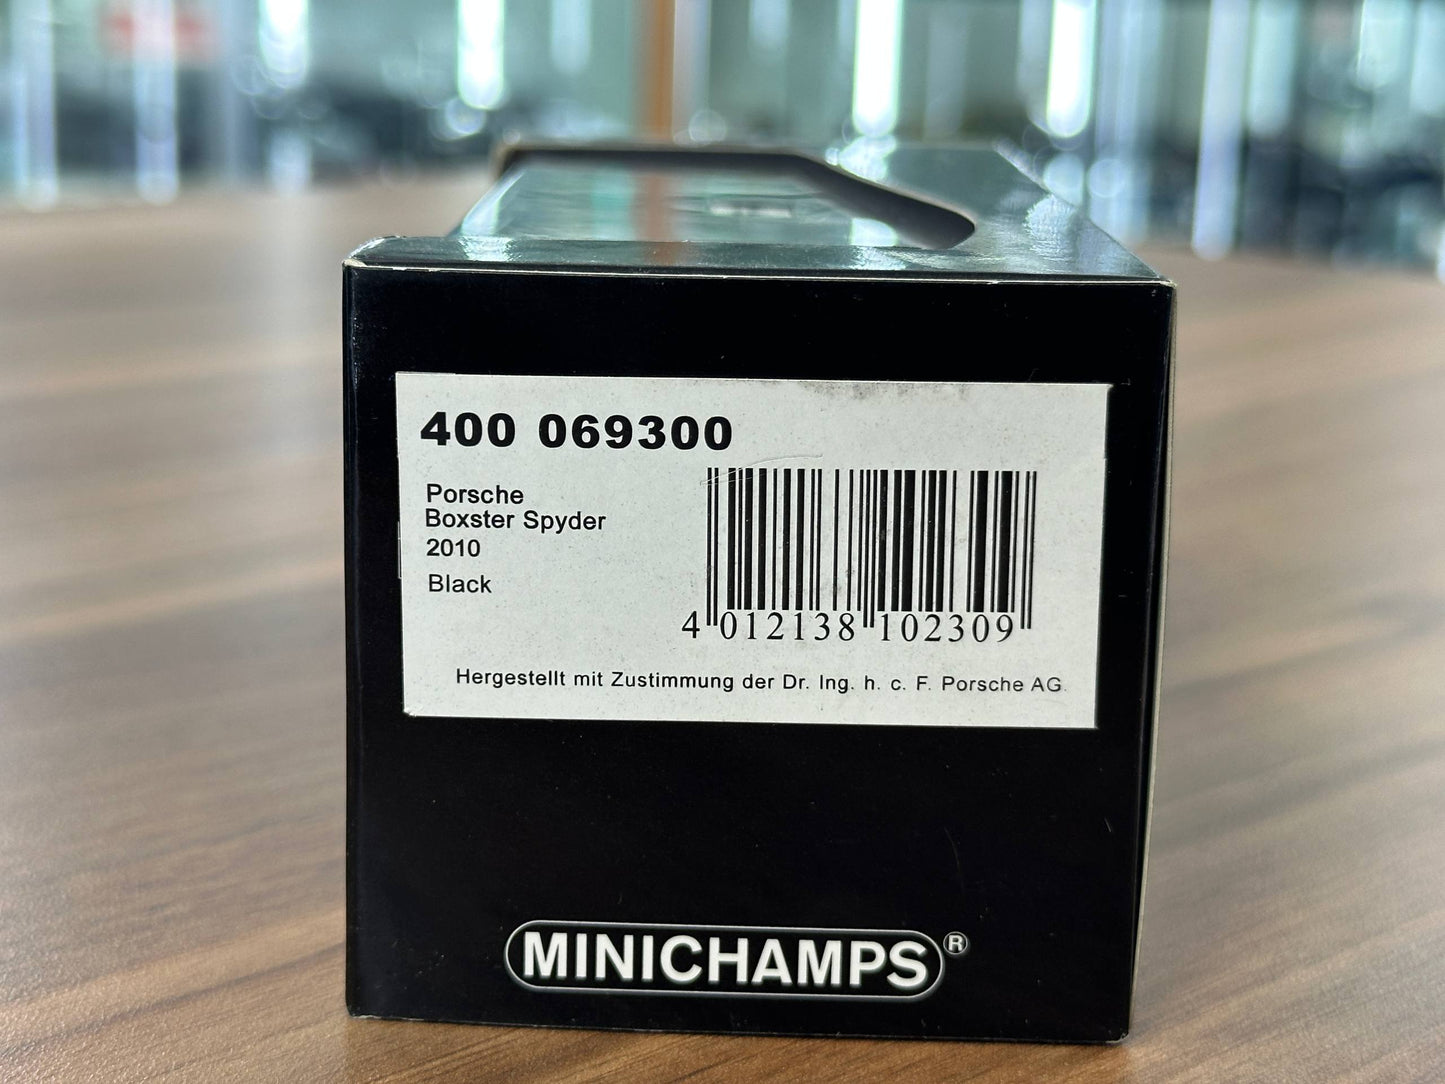 400 069300
Porsche
Boxster Spyder
2010
Black
4 012138 102309
Hergestellt mit Zustimmung der Dr. Ing. h. c. F. Porsche AG.
MINICHAMPS®